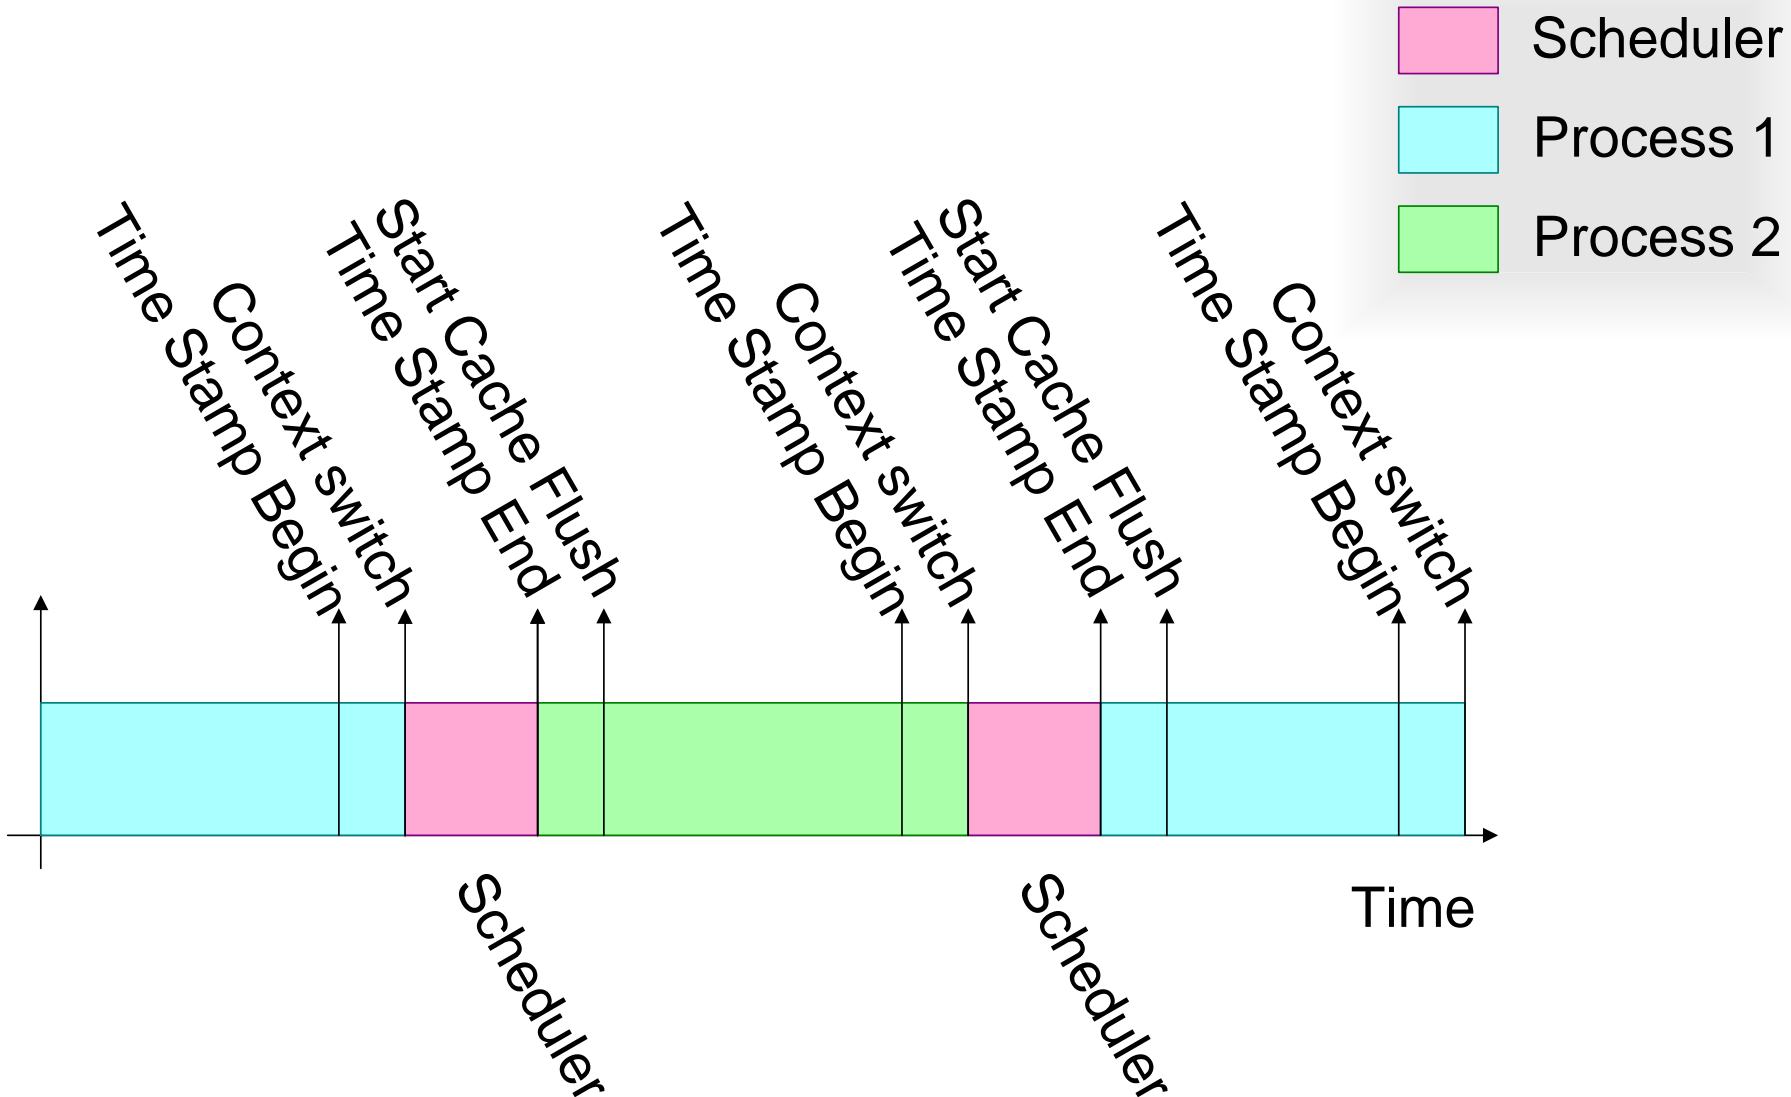 Scheduler
Process 1
Process 2
Time Stamp Begin
Context switch
Time Stamp End
Start Cache Flush
Time Stamp Begin
Context switch
Time Stamp End
Start Cache Flush
Time Stamp Begin
Context switch
Scheduler
Scheduler
Time